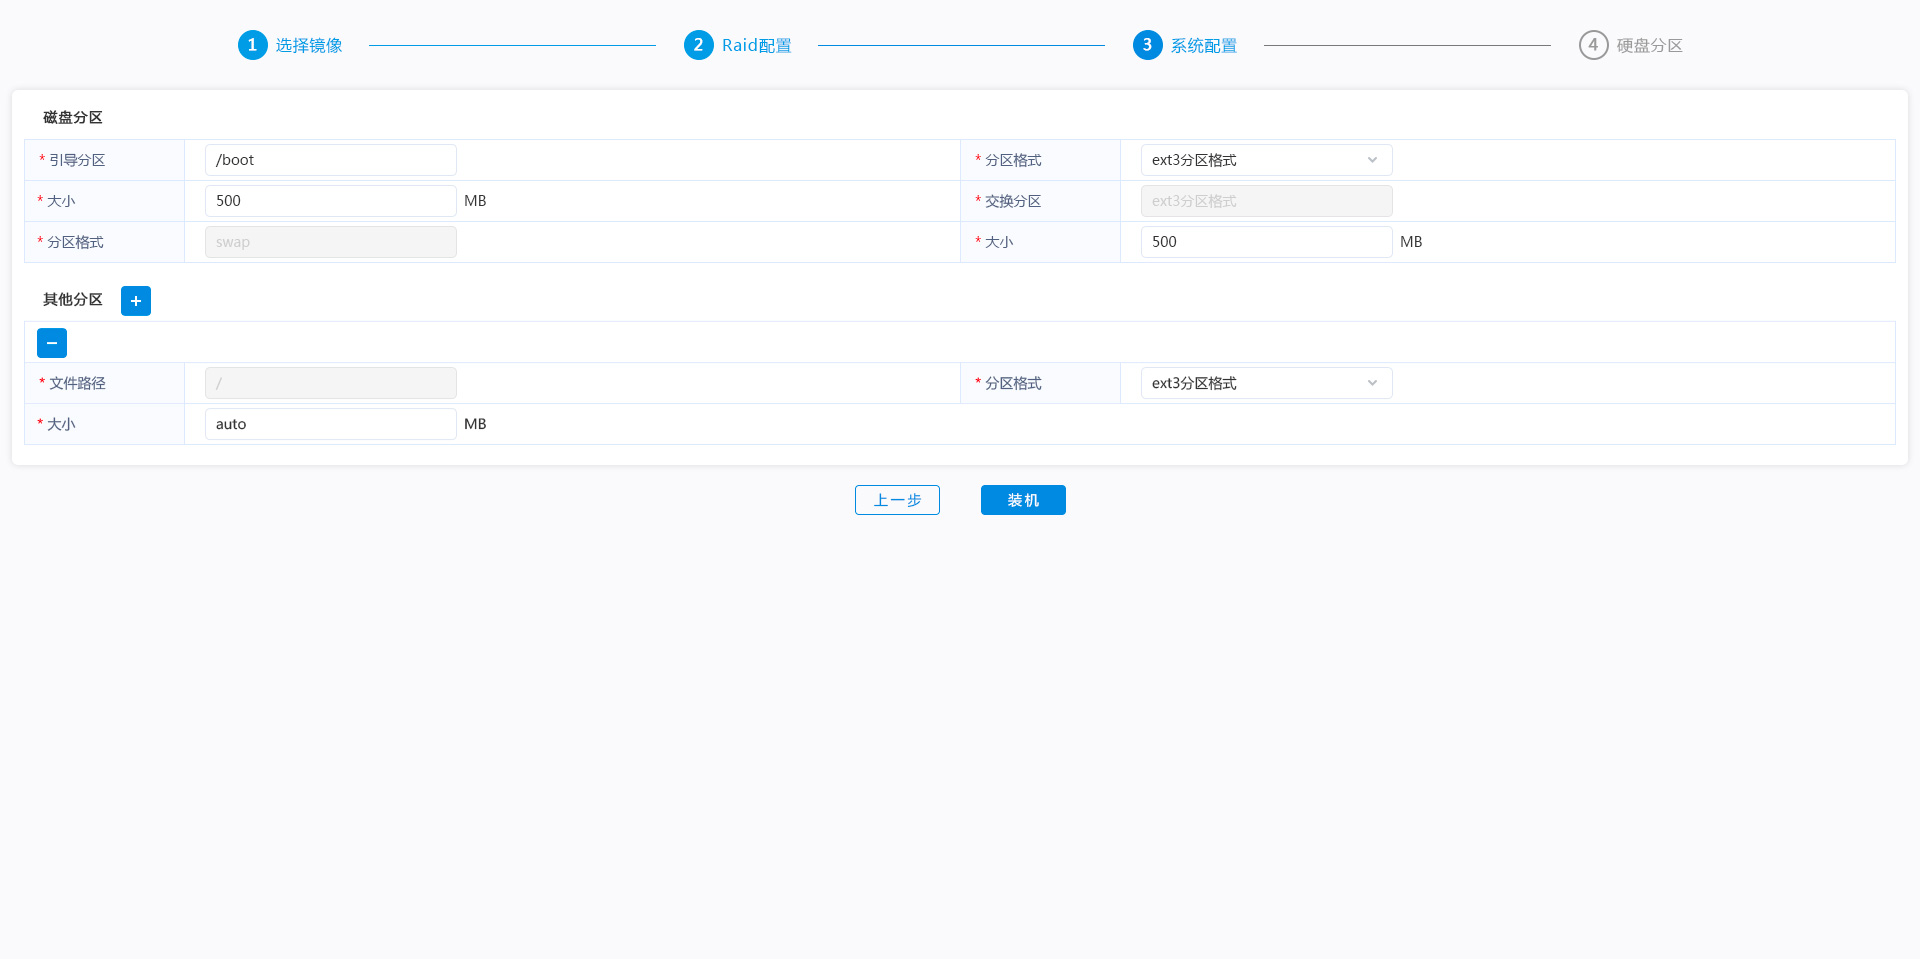 1 选择镜像 2 Raid配置 3 系统配置 4 硬盘分区
磁盘分区
* 引导分区 /boot * 分区格式 ext3分区格式
* 大小 500 MB * 交换分区 ext3分区格式
* 分区格式 swap * 大小 500 MB
其他分区 +
−
* 文件路径 / * 分区格式 ext3分区格式
* 大小 auto MB
上一步 装机